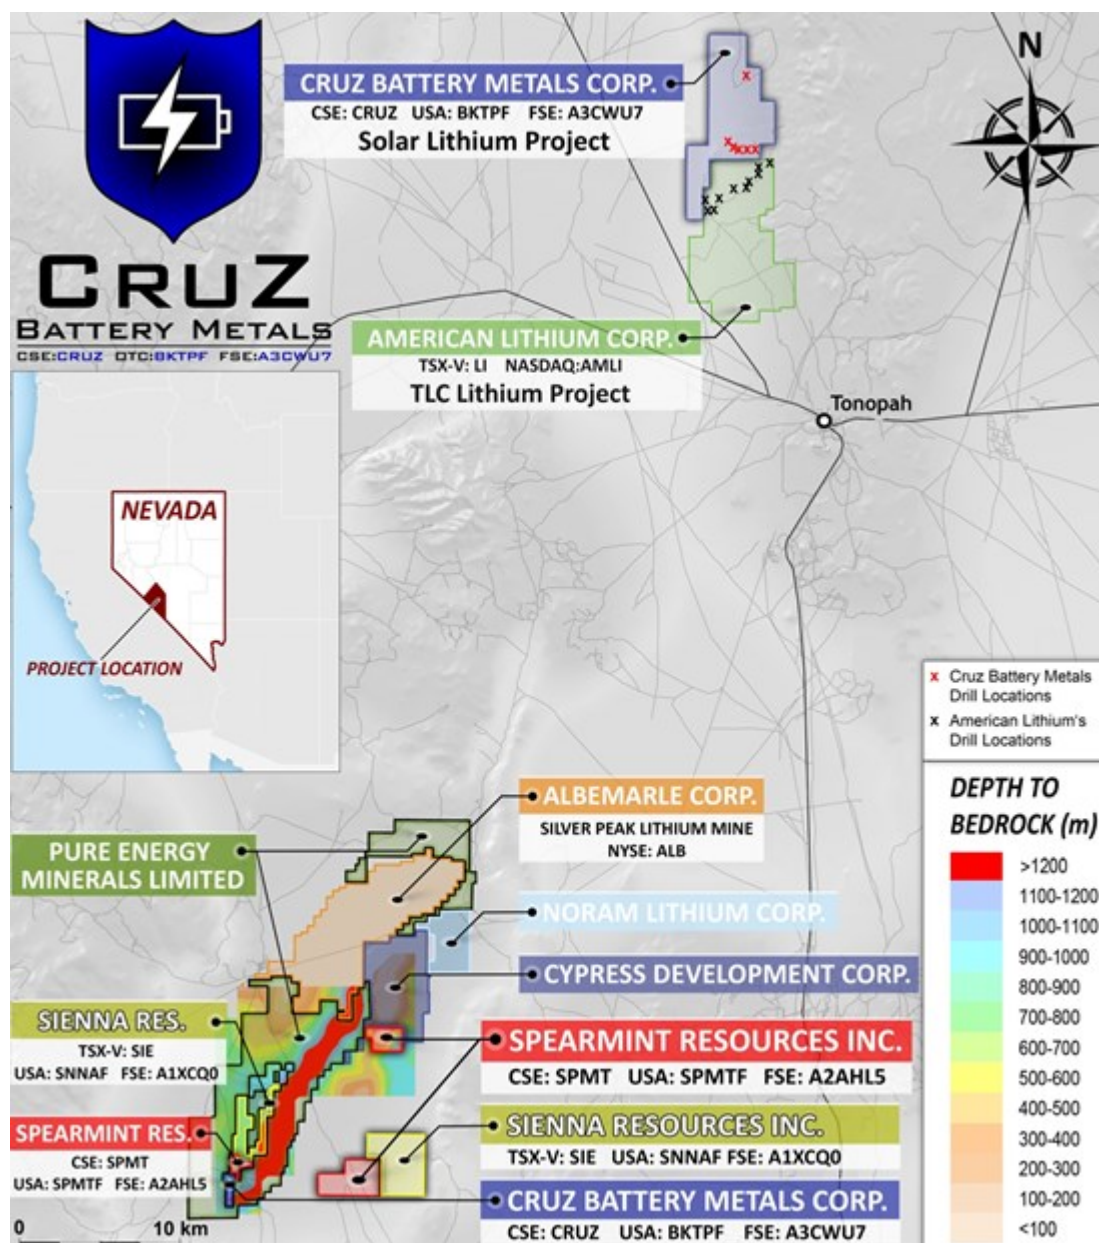 CRUZ BATTERY METALS CORP.
CSE: CRUZ USA: BKTPF FSE: A3CWU7
Solar Lithium Project
N
CRUZ
BATTERY METALS
CSE:CRUZ OTC:BKTPF FSE:A3CWU7
AMERICAN LITHIUM CORP.
TSX-V: LI NASDAQ:AMLI
TLC Lithium Project
Tonopah
NEVADA
PROJECT LOCATION
x Cruz Battery Metals
Drill Locations
x American Lithium's
Drill Locations
DEPTH TO
BEDROCK (m)
>1200
1100-1200
1000-1100
900-1000
800-900
700-800
600-700
500-600
400-500
300-400
200-300
100-200
<100
ALBEMARLE CORP.
SILVER PEAK LITHIUM MINE
NYSE: ALB
PURE ENERGY
MINERALS LIMITED
NORAM LITHIUM CORP.
CYPRESS DEVELOPMENT CORP.
SIENNA RES.
TSX-V: SIE
USA: SNNAF FSE: A1XCQ0
SPEARMINT RESOURCES INC.
CSE: SPMT USA: SPMTF FSE: A2AHL5
SPEARMINT RES.
CSE: SPMT
USA: SPMTF FSE: A2AHL5
SIENNA RESOURCES INC.
TSX-V: SIE USA: SNNAF FSE: A1XCQ0
CRUZ BATTERY METALS CORP.
CSE: CRUZ USA: BKTPF FSE: A3CWU7
0 10 km